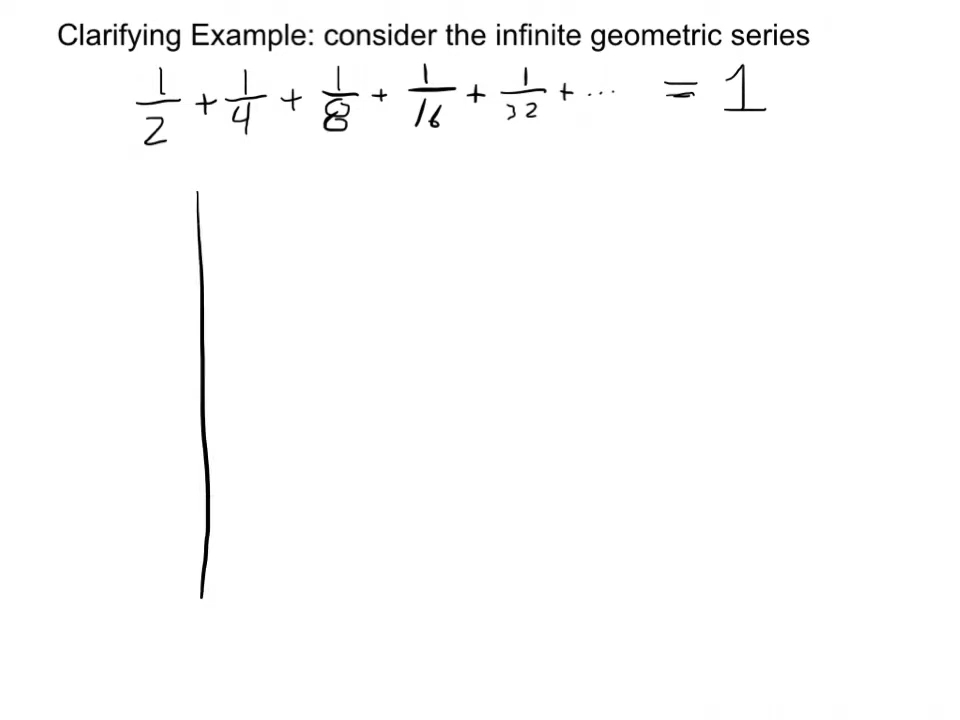 Clarifying Example: consider the infinite geometric series
1/2 + 1/4 + 1/8 + 1/16 + 1/32 + ... = 1